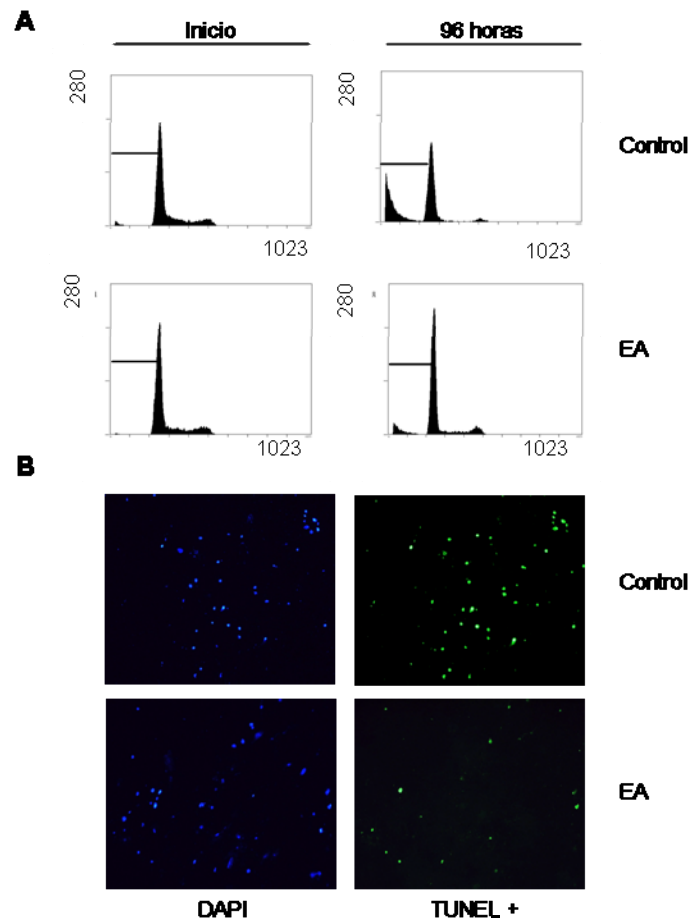 A
Inicio
96 horas
280
280
Control
1023
1023
280
280
EA
1023
1023
B
Control
EA
DAPI
TUNEL +